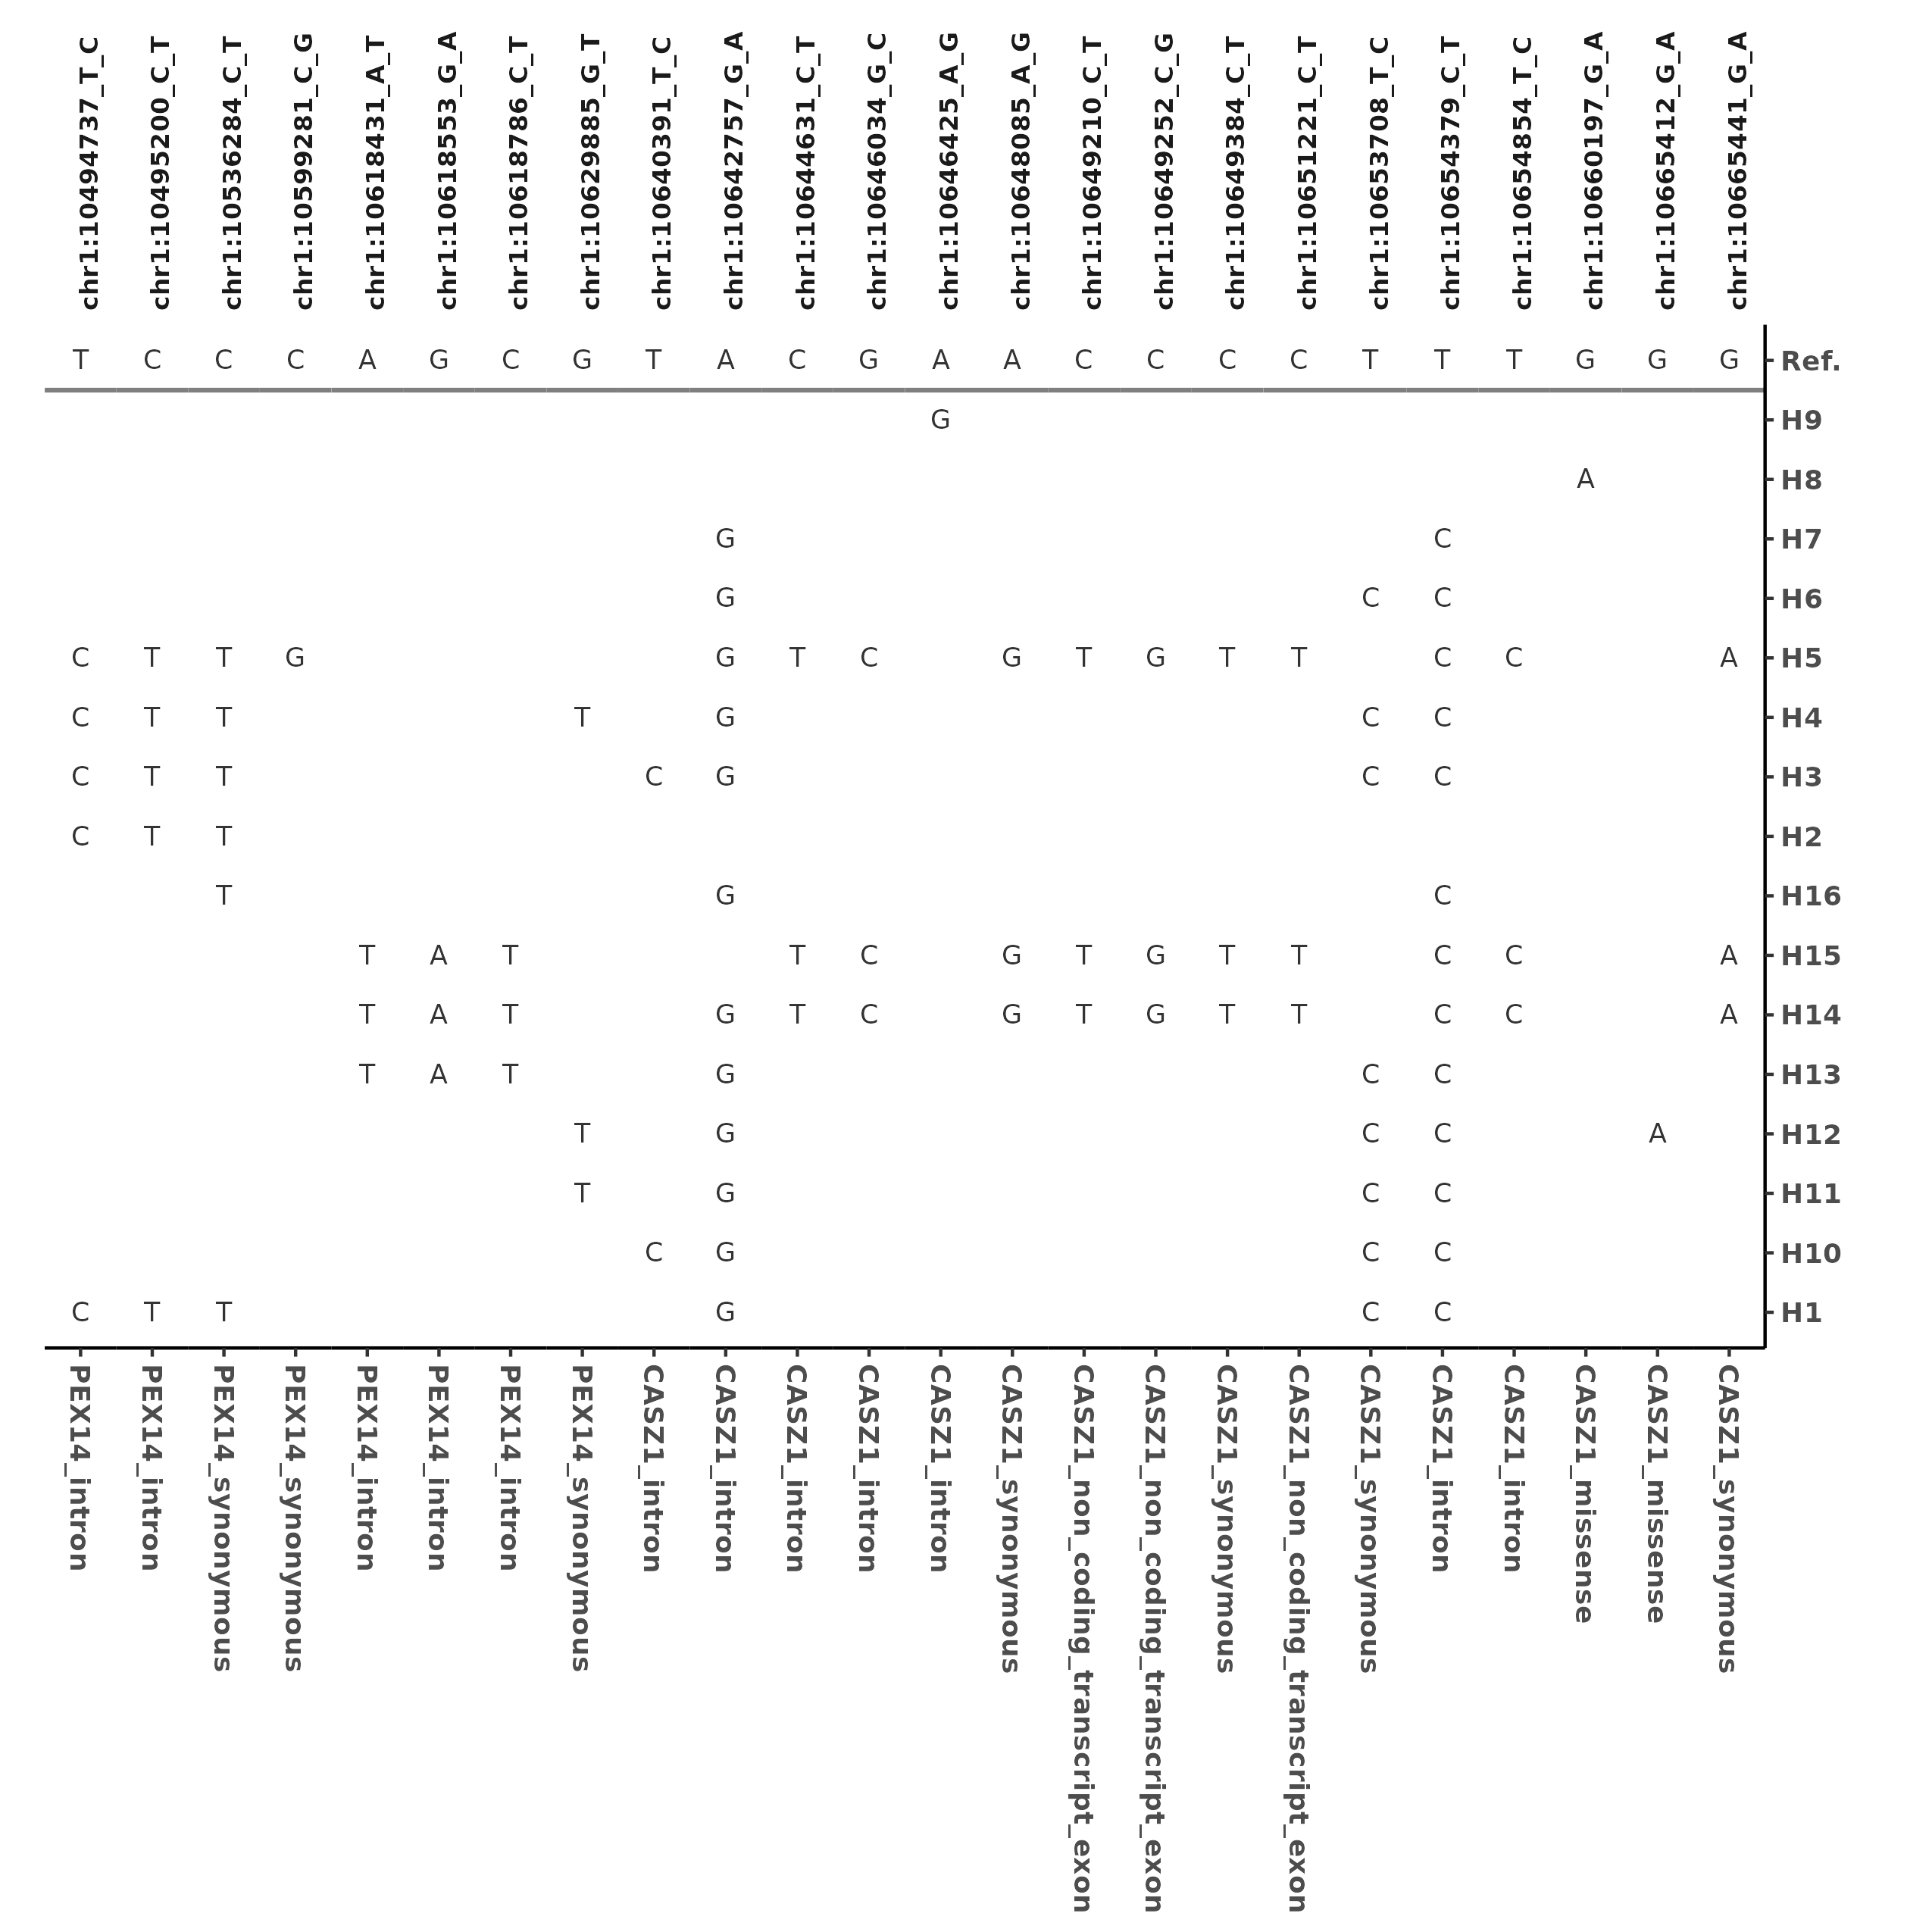 chr1:10494737_T_C
chr1:10495200_C_T
chr1:10536284_C_T
chr1:10599281_C_G
chr1:10618431_A_T
chr1:10618553_G_A
chr1:10618786_C_T
chr1:10629885_G_T
chr1:10640391_T_C
chr1:10642757_G_A
chr1:10644631_C_T
chr1:10646034_G_C
chr1:10646425_A_G
chr1:10648085_A_G
chr1:10649210_C_T
chr1:10649252_C_G
chr1:10649384_C_T
chr1:10651221_C_T
chr1:10653708_T_C
chr1:10654379_C_T
chr1:10654854_T_C
chr1:10660197_G_A
chr1:10665412_G_A
chr1:10665441_G_A
T C C C A G C G T A C G A A C C C C T T T G G G Ref.
G H9
A H8
G C H7
G C C H6
C T T G G T C G T G T T C C A H5
C T T T G C C H4
C T T C G C C H3
C T T H2
T G C H16
T A T T C G T G T T C C A H15
T A T G T C G T G T T C C A H14
T A T G C C H13
T G C C A H12
T G C C H11
C G C C H10
C T T G C C H1
PEX14_intron
PEX14_intron
PEX14_synonymous
PEX14_synonymous
PEX14_intron
PEX14_intron
PEX14_intron
PEX14_synonymous
CASZ1_intron
CASZ1_intron
CASZ1_intron
CASZ1_intron
CASZ1_intron
CASZ1_synonymous
CASZ1_non_coding_transcript_exon
CASZ1_non_coding_transcript_exon
CASZ1_synonymous
CASZ1_non_coding_transcript_exon
CASZ1_synonymous
CASZ1_intron
CASZ1_intron
CASZ1_missense
CASZ1_missense
CASZ1_synonymous